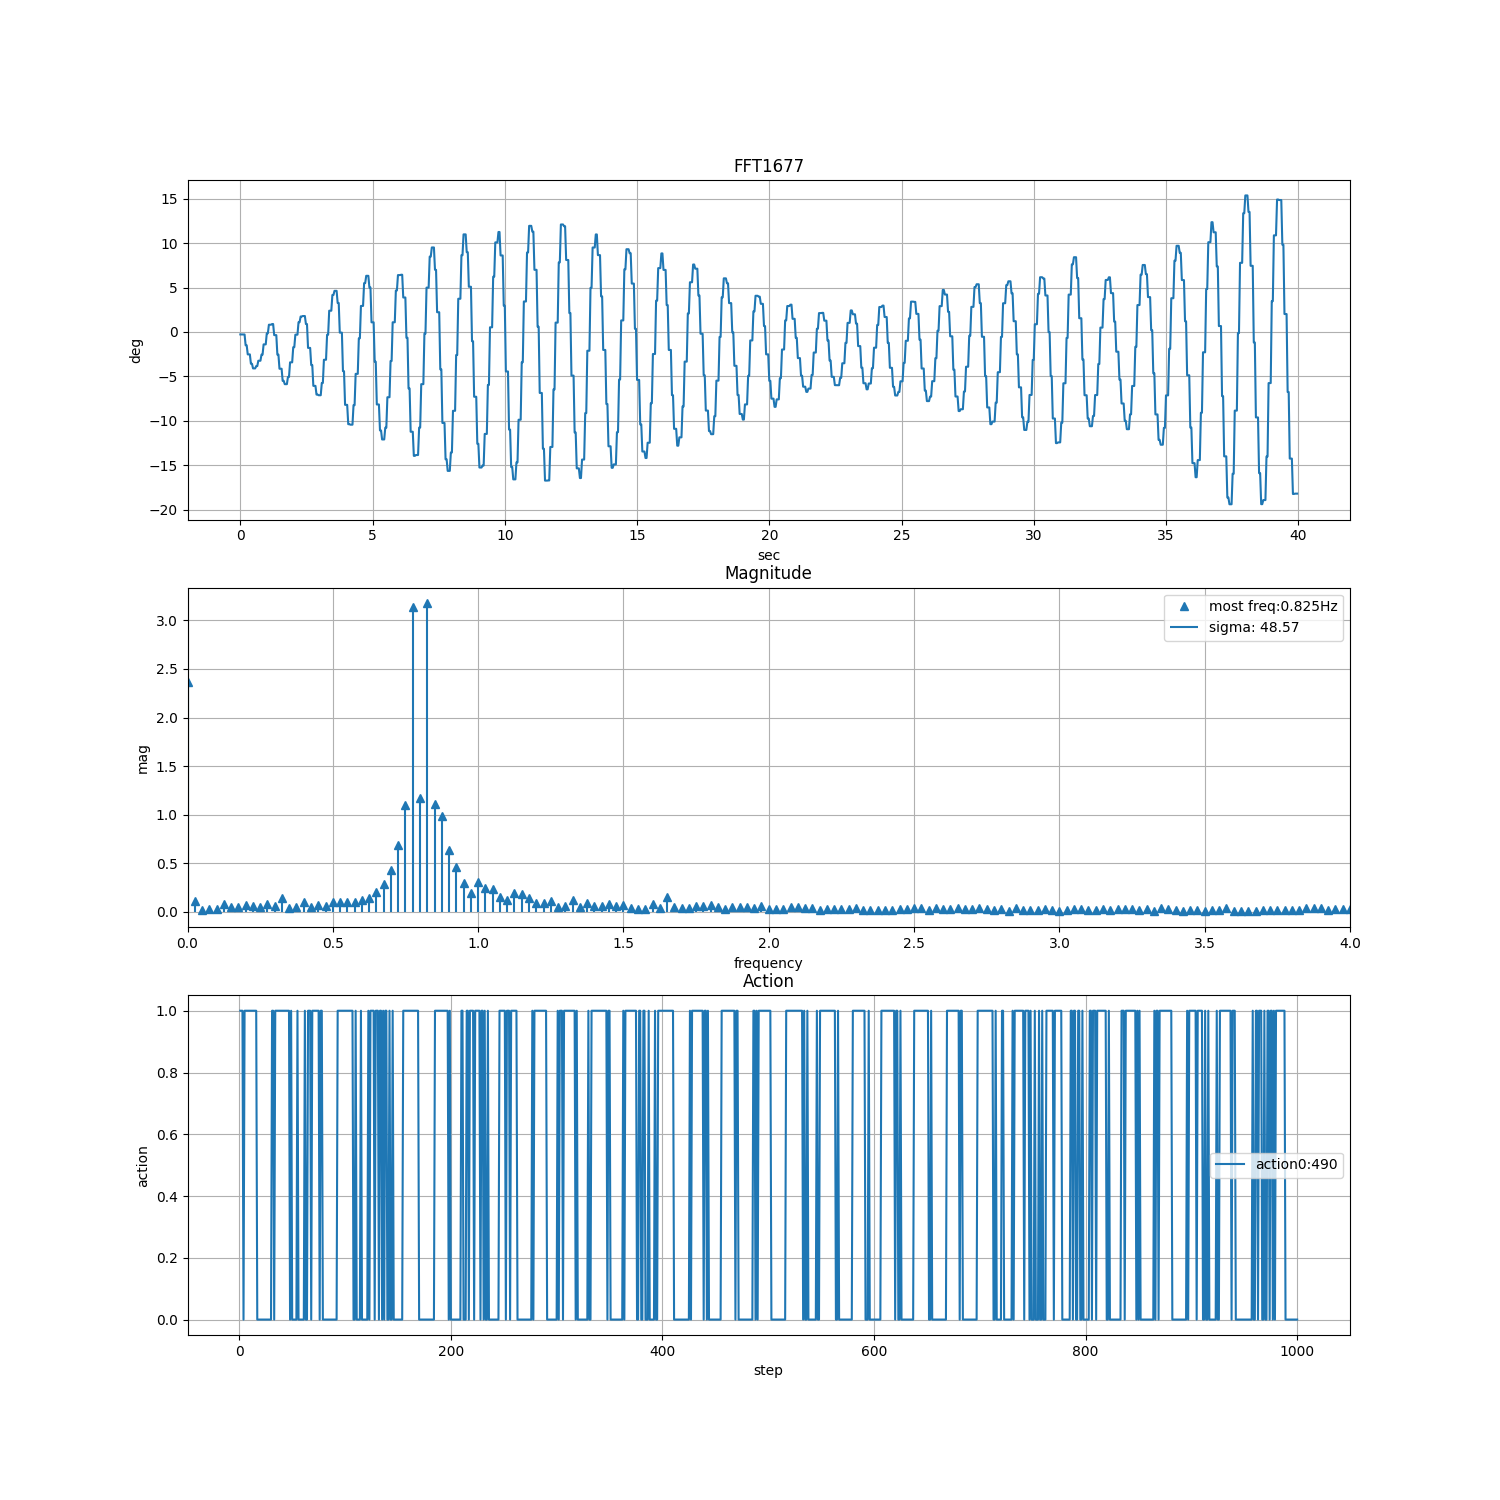 FFT1677
15
10
5
0
−5
−10
−15
−20
deg
0 5 10 15 20 25 30 35 40
sec
Magnitude
most freq:0.825Hz
sigma: 48.57
3.0
2.5
2.0
1.5
1.0
0.5
0.0
mag
0.0 0.5 1.0 1.5 2.0 2.5 3.0 3.5 4.0
frequency
Action
1.0
0.8
0.6
0.4
0.2
0.0
action
action0:490
0 200 400 600 800 1000
step